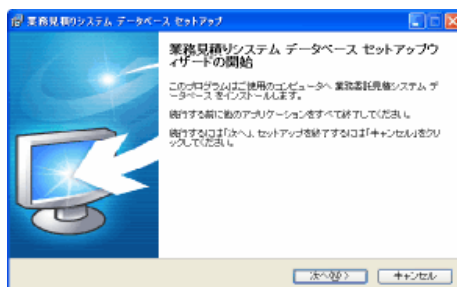 業務見積りシステム データベース セットアップ
業務見積りシステム データベース セットアップウ
ィザードの開始
このプログラムはご使用のコンピュータへ 業務委託見積システム デ
ータベース をインストールします。
続行する前に他のアプリケーションをすべて終了してください。
続行するには「次へ」、セットアップを終了するには「キャンセル」をクリ
ックしてください。
次へ(N) >
キャンセル